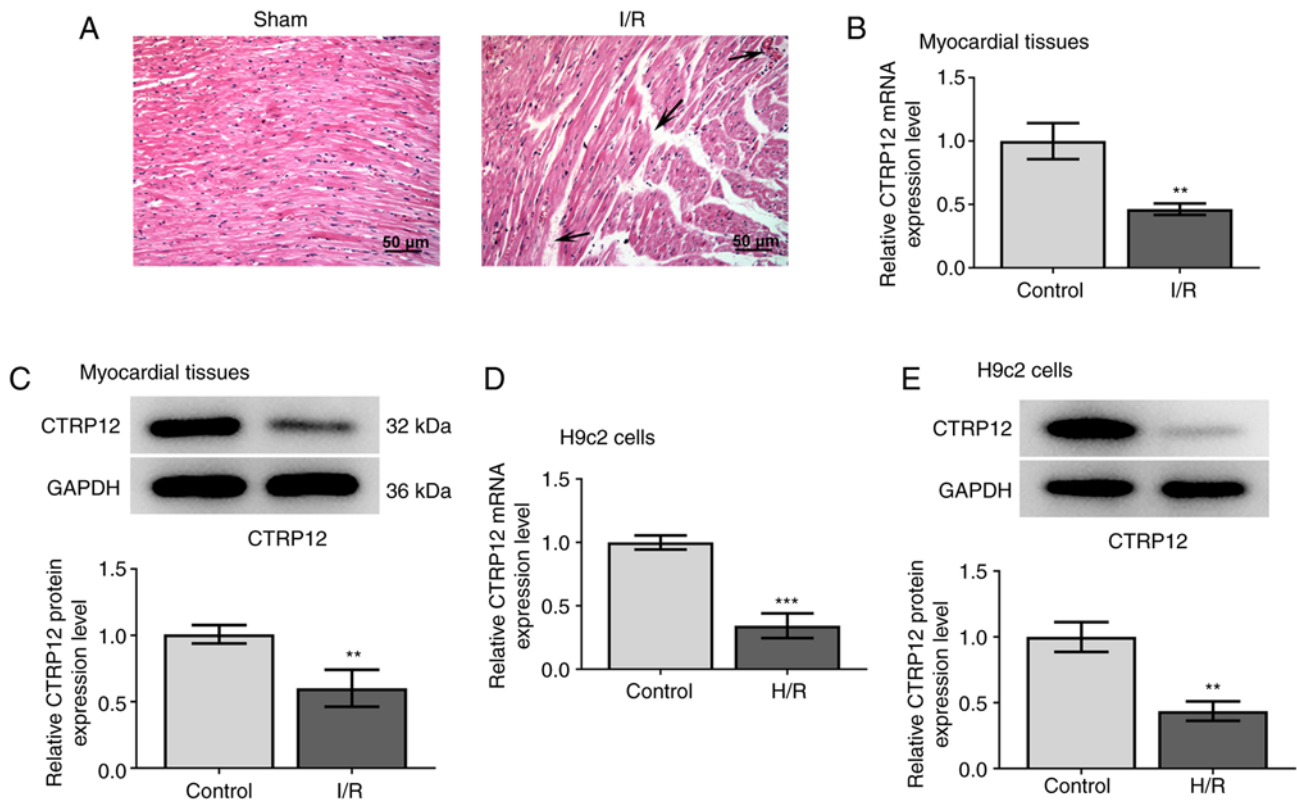 A
Sham
I/R
50 µm
50 µm
B
Myocardial tissues
Relative CTRP12 mRNA
expression level
1.5
1.0
0.5
0.0
**
Control
I/R
C
Myocardial tissues
CTRP12
32 kDa
GAPDH
36 kDa
CTRP12
Relative CTRP12 protein
expression level
1.5
1.0
0.5
0.0
**
Control
I/R
D
H9c2 cells
Relative CTRP12 mRNA
expression level
1.5
1.0
0.5
0.0
***
Control
H/R
E
H9c2 cells
CTRP12
GAPDH
CTRP12
Relative CTRP12 protein
expression level
1.5
1.0
0.5
0.0
**
Control
H/R